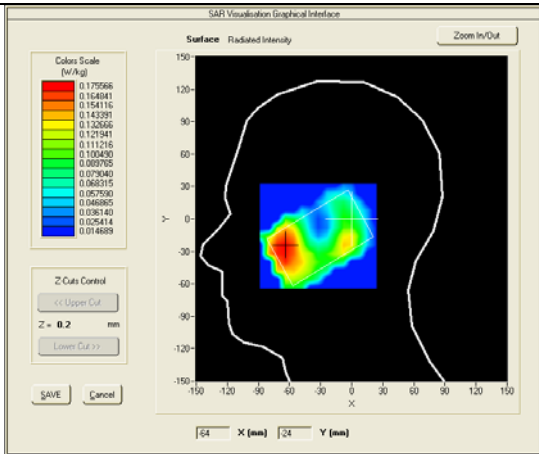 SAR Visualisation Graphical Interface
Surface Radiated Intensity
Zoom In/Out
Colors Scale
(W/kg)
0.175566
0.164841
0.154116
0.143391
0.132666
0.121941
0.111216
0.100490
0.089765
0.079040
0.068315
0.057590
0.046865
0.036140
0.025414
0.014689
Z-Cuts Control
<< Upper Cut
Z = 0.2 mm
Lower Cut >>
SAVE Cancel
150
120
90
60
30
0
-30
-60
-90
-120
-150
Y
-150 -120 -90 -60 -30 0 30 60 90 120 150
X
-64 X (mm) -24 Y (mm)